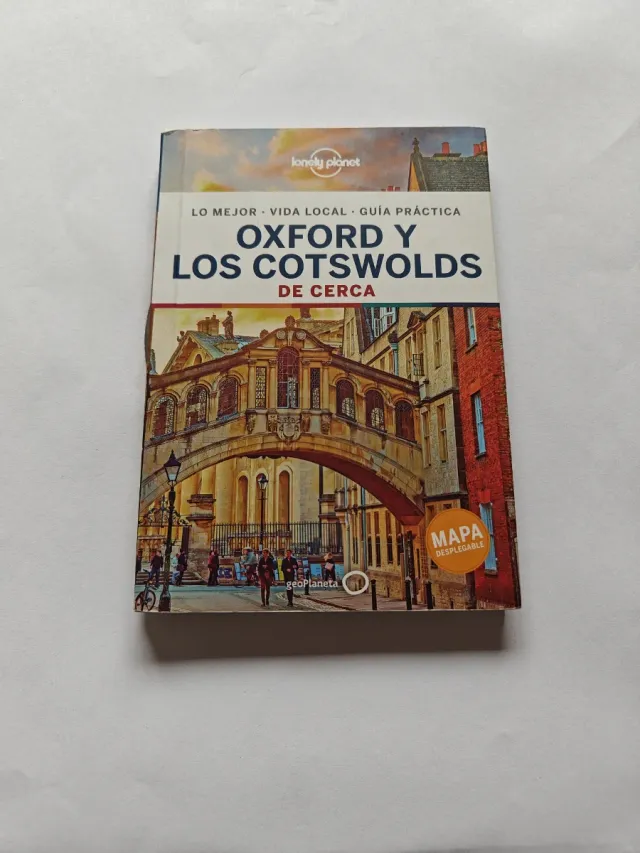 lonely planet
LO MEJOR · VIDA LOCAL · GUÍA PRÁCTICA
OXFORD Y
LOS COTSWOLDS
DE CERCA
MAPA
DESPLEGABLE
geoPlaneta